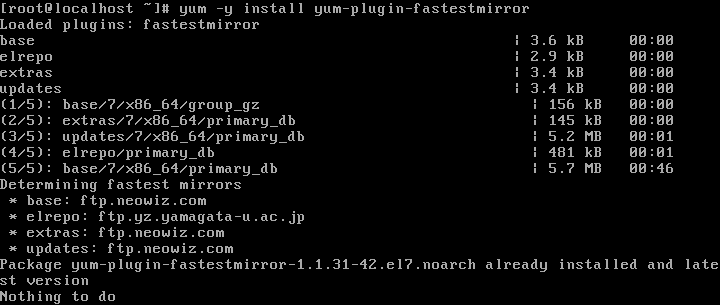 [root@localhost ~]# yum -y install yum-plugin-fastestmirror
Loaded plugins: fastestmirror
base | 3.6 kB 00:00
elrepo | 2.9 kB 00:00
extras | 3.4 kB 00:00
updates | 3.4 kB 00:00
(1/5): base/7/x86_64/group_gz | 156 kB 00:00
(2/5): extras/7/x86_64/primary_db | 145 kB 00:00
(3/5): updates/7/x86_64/primary_db | 5.2 MB 00:01
(4/5): elrepo/primary_db | 481 kB 00:01
(5/5): base/7/x86_64/primary_db | 5.7 MB 00:46
Determining fastest mirrors
 * base: ftp.neowiz.com
 * elrepo: ftp.yz.yamagata-u.ac.jp
 * extras: ftp.neowiz.com
 * updates: ftp.neowiz.com
Package yum-plugin-fastestmirror-1.1.31-42.el7.noarch already installed and late
st version
Nothing to do